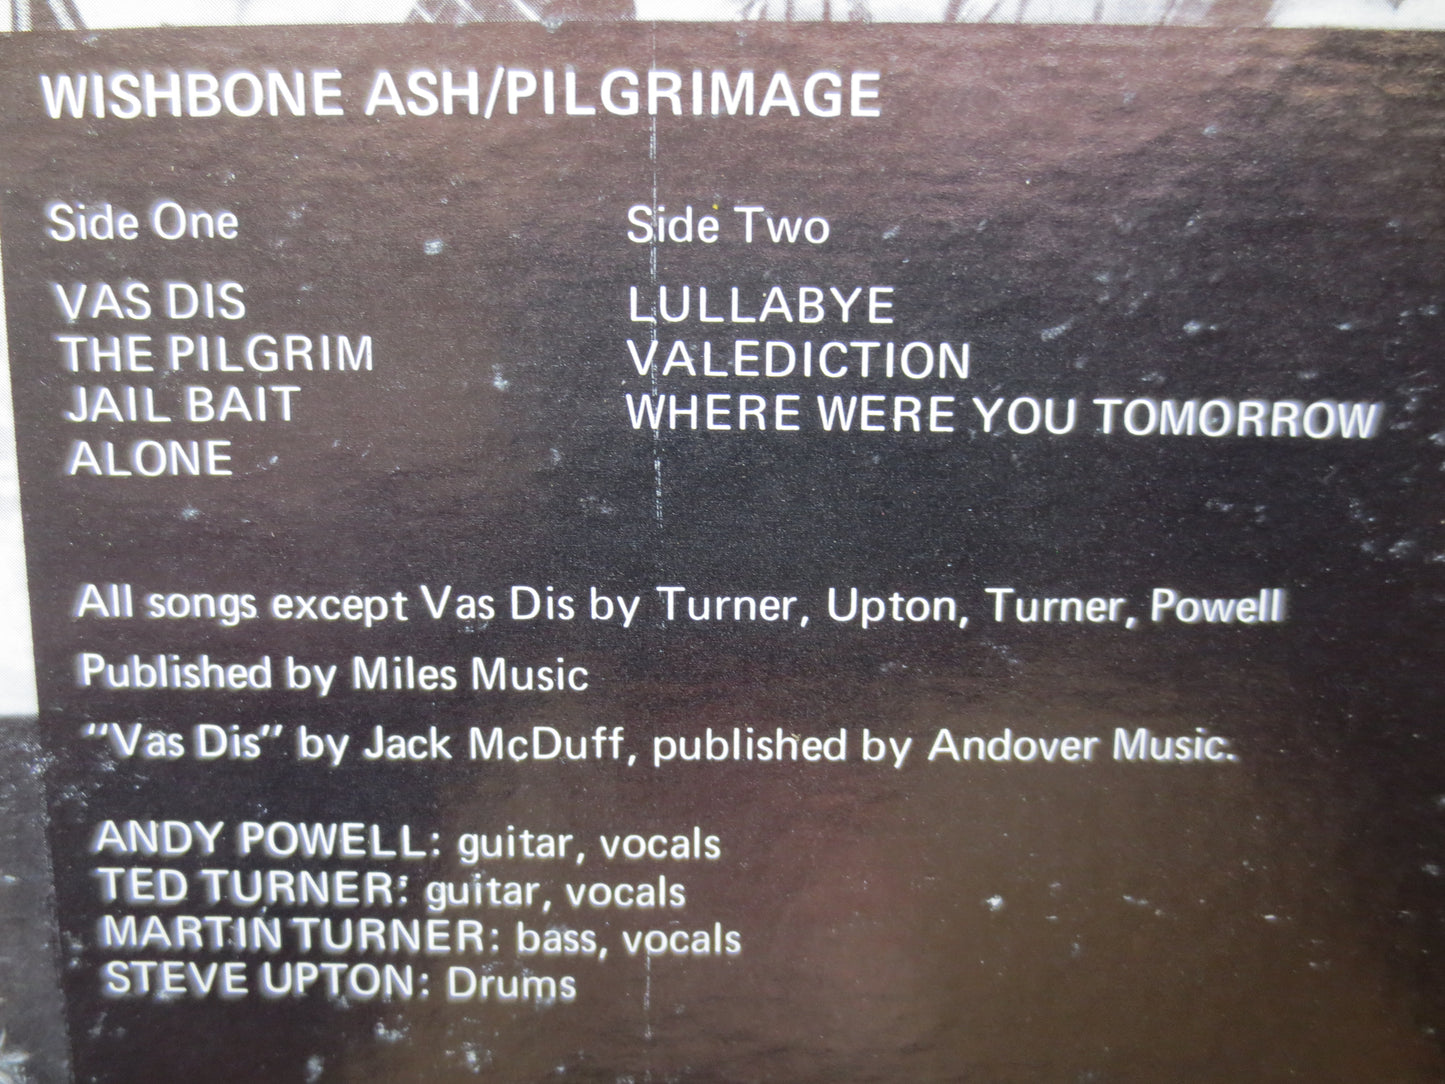 WISHBONE ASH/PILGRIMAGE
Side One
VAS DIS
THE PILGRIM
JAIL BAIT
ALONE
Side Two
LULLABYE
VALEDICTION
WHERE WERE YOU TOMORROW
All songs except Vas Dis by Turner, Upton, Turner, Powell
Published by Miles Music
"Vas Dis" by Jack McDuff, published by Andover Music.
ANDY POWELL: guitar, vocals
TED TURNER: guitar, vocals
MARTIN TURNER: bass, vocals
STEVE UPTON: Drums